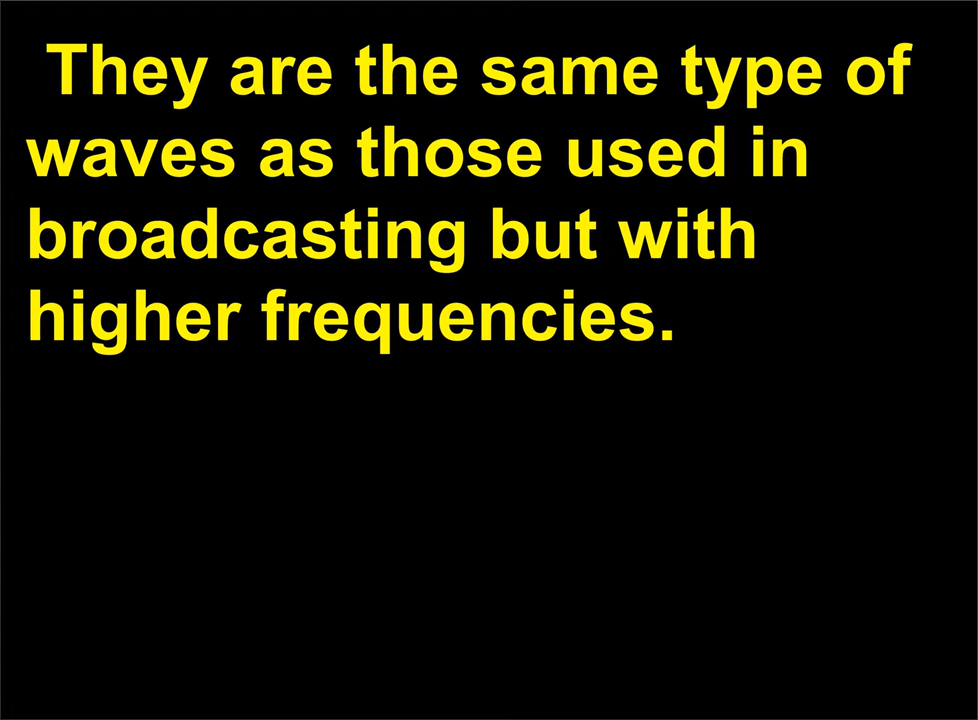 They are the same type of
waves as those used in
broadcasting but with
higher frequencies.